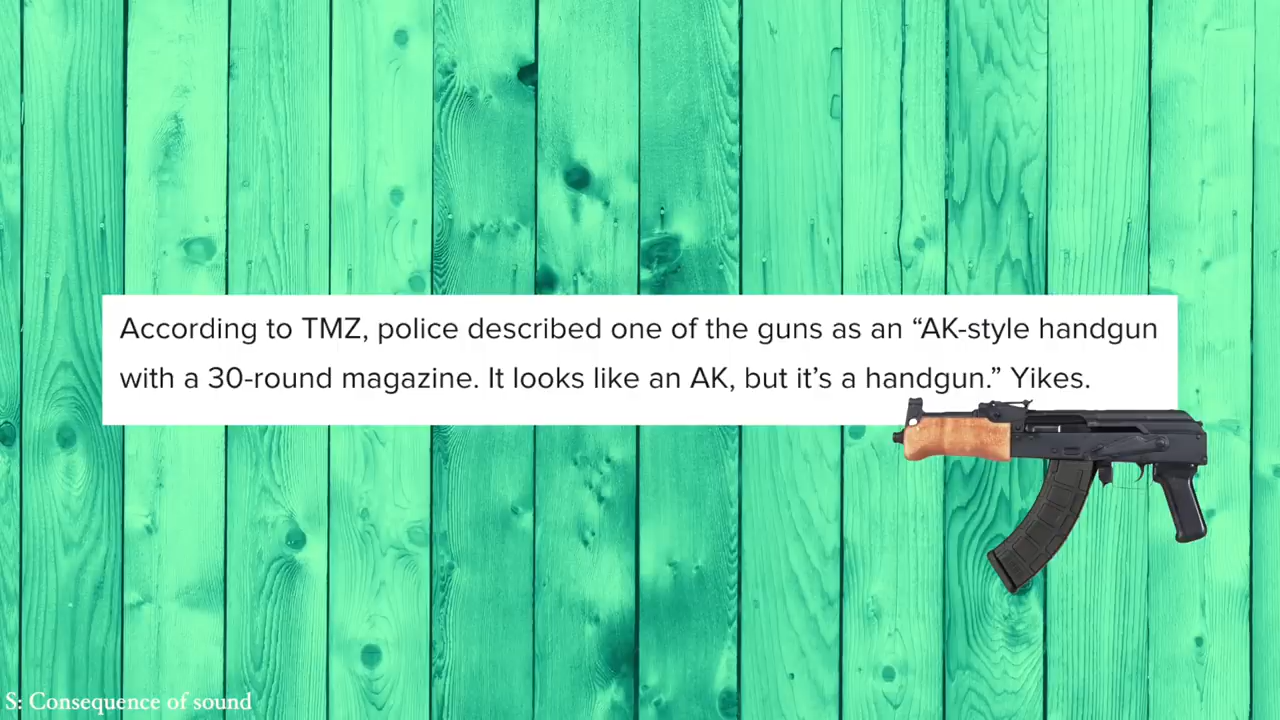 According to TMZ, police described one of the guns as an “AK-style handgun
with a 30-round magazine. It looks like an AK, but it’s a handgun.” Yikes.
S: Consequence of sound